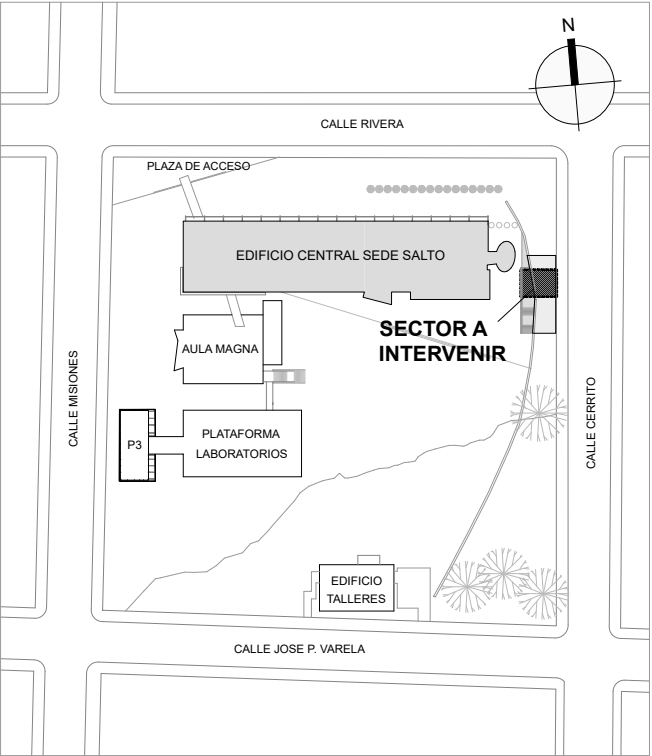 N
CALLE RIVERA
PLAZA DE ACCESO
EDIFICIO CENTRAL SEDE SALTO
SECTOR A
INTERVENIR
AULA MAGNA
CALLE MISIONES
CALLE CERRITO
P3
PLATAFORMA
LABORATORIOS
EDIFICIO
TALLERES
CALLE JOSE P. VARELA